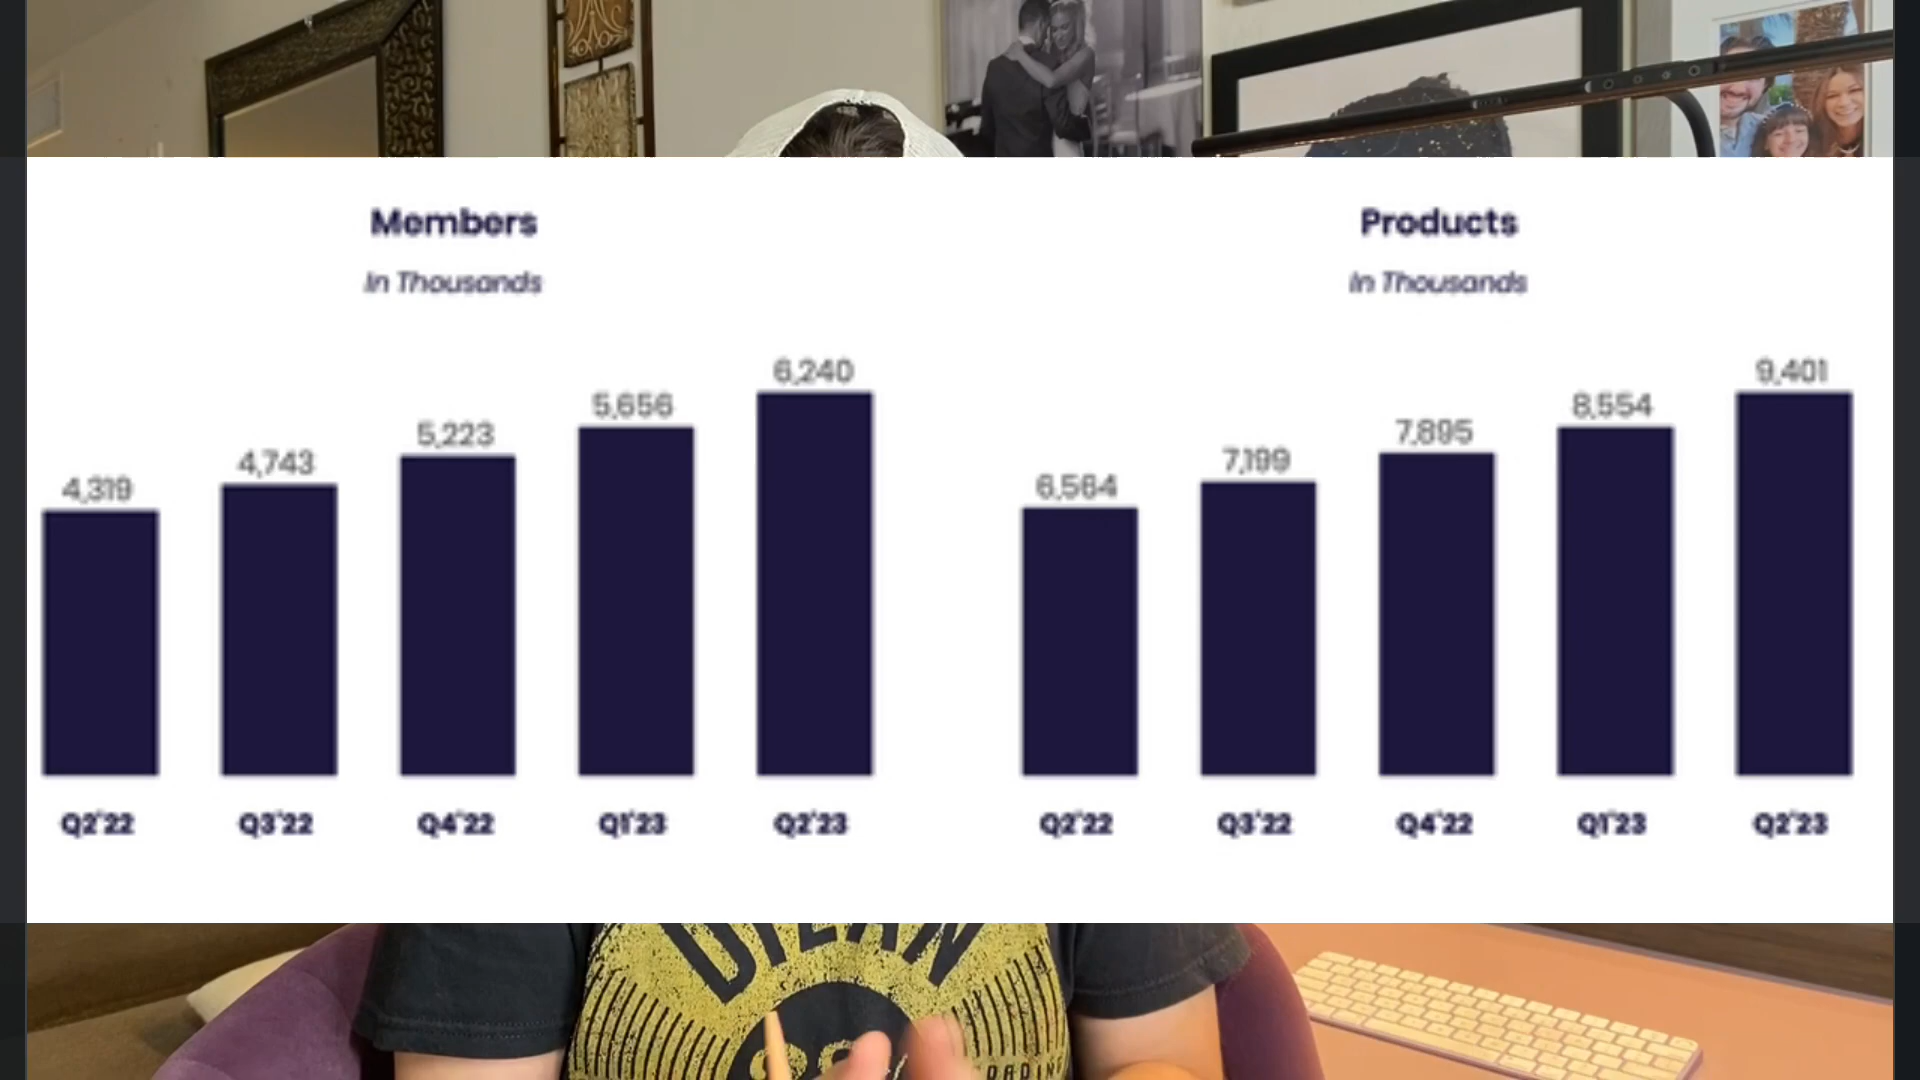 Members
In Thousands
4,319
4,743
5,223
5,656
6,240
Q2'22
Q3'22
Q4'22
Q1'23
Q2'23
Products
In Thousands
6,564
7,199
7,895
8,554
9,401
Q2'22
Q3'22
Q4'22
Q1'23
Q2'23